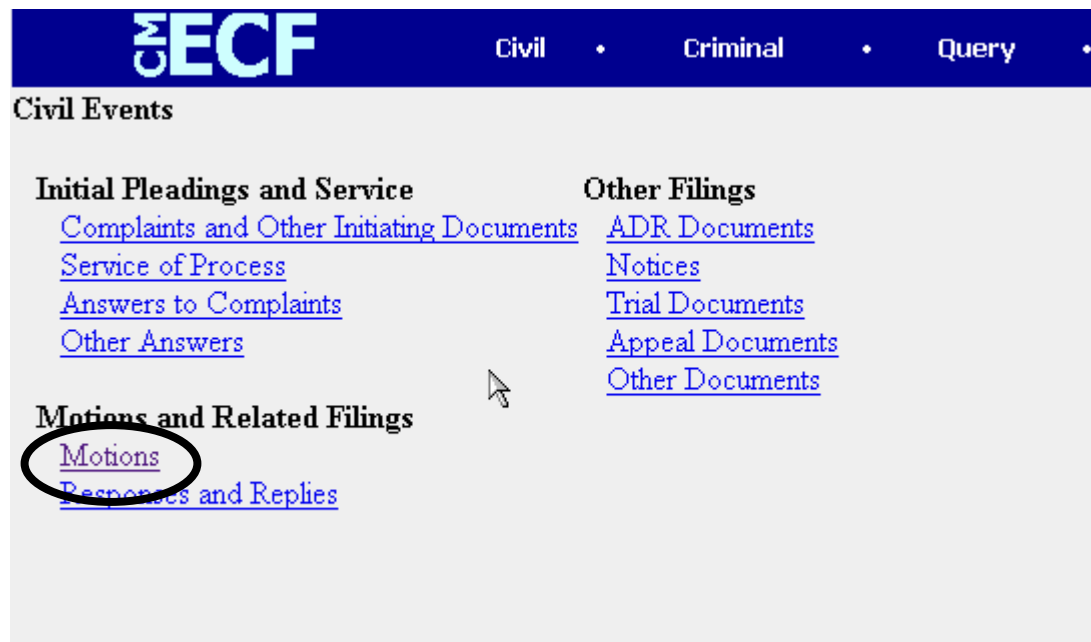 CM ECF Civil • Criminal • Query •
Civil Events
Initial Pleadings and Service
Complaints and Other Initiating Documents
Service of Process
Answers to Complaints
Other Answers
Motions and Related Filings
Motions
Responses and Replies
Other Filings
ADR Documents
Notices
Trial Documents
Appeal Documents
Other Documents